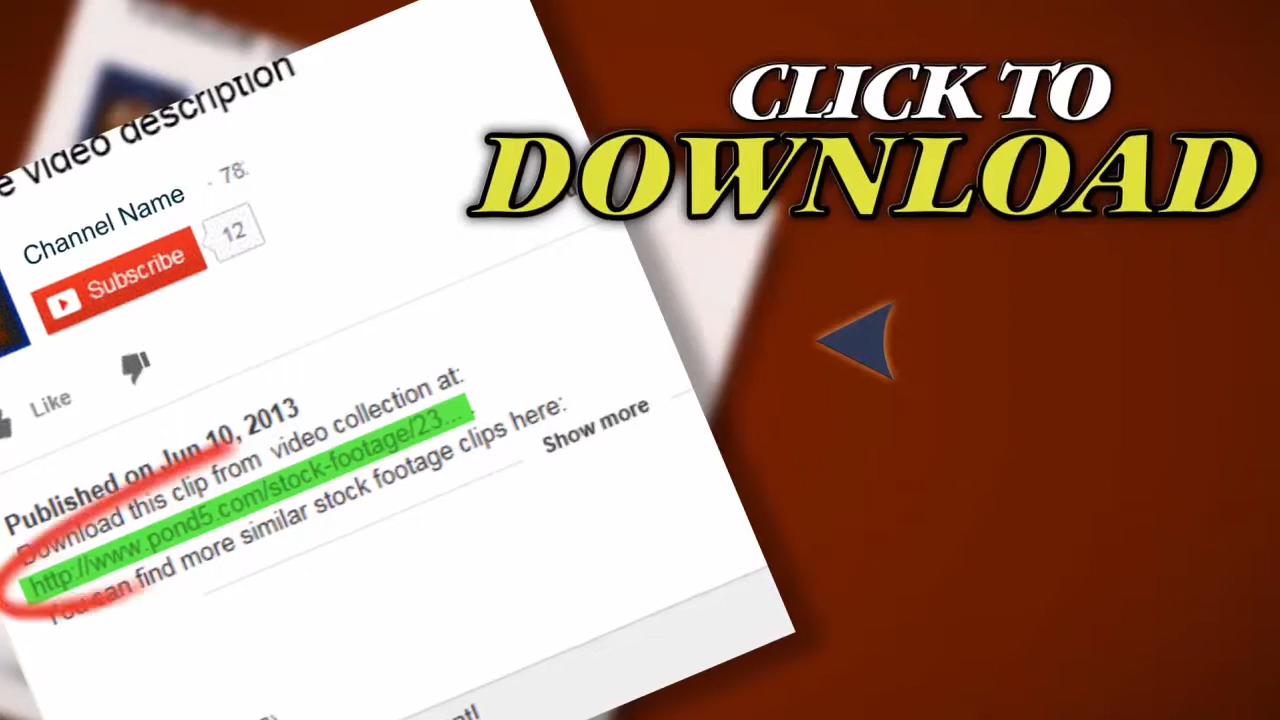 CLICK TO
DOWNLOAD
video description
Channel Name
78
Subscribe
12
Like
Published on Jun 10, 2013
Download this clip from video collection at:
http://www.pond5.com/stock-footage/23...
You can find more similar stock footage clips here:
Show more